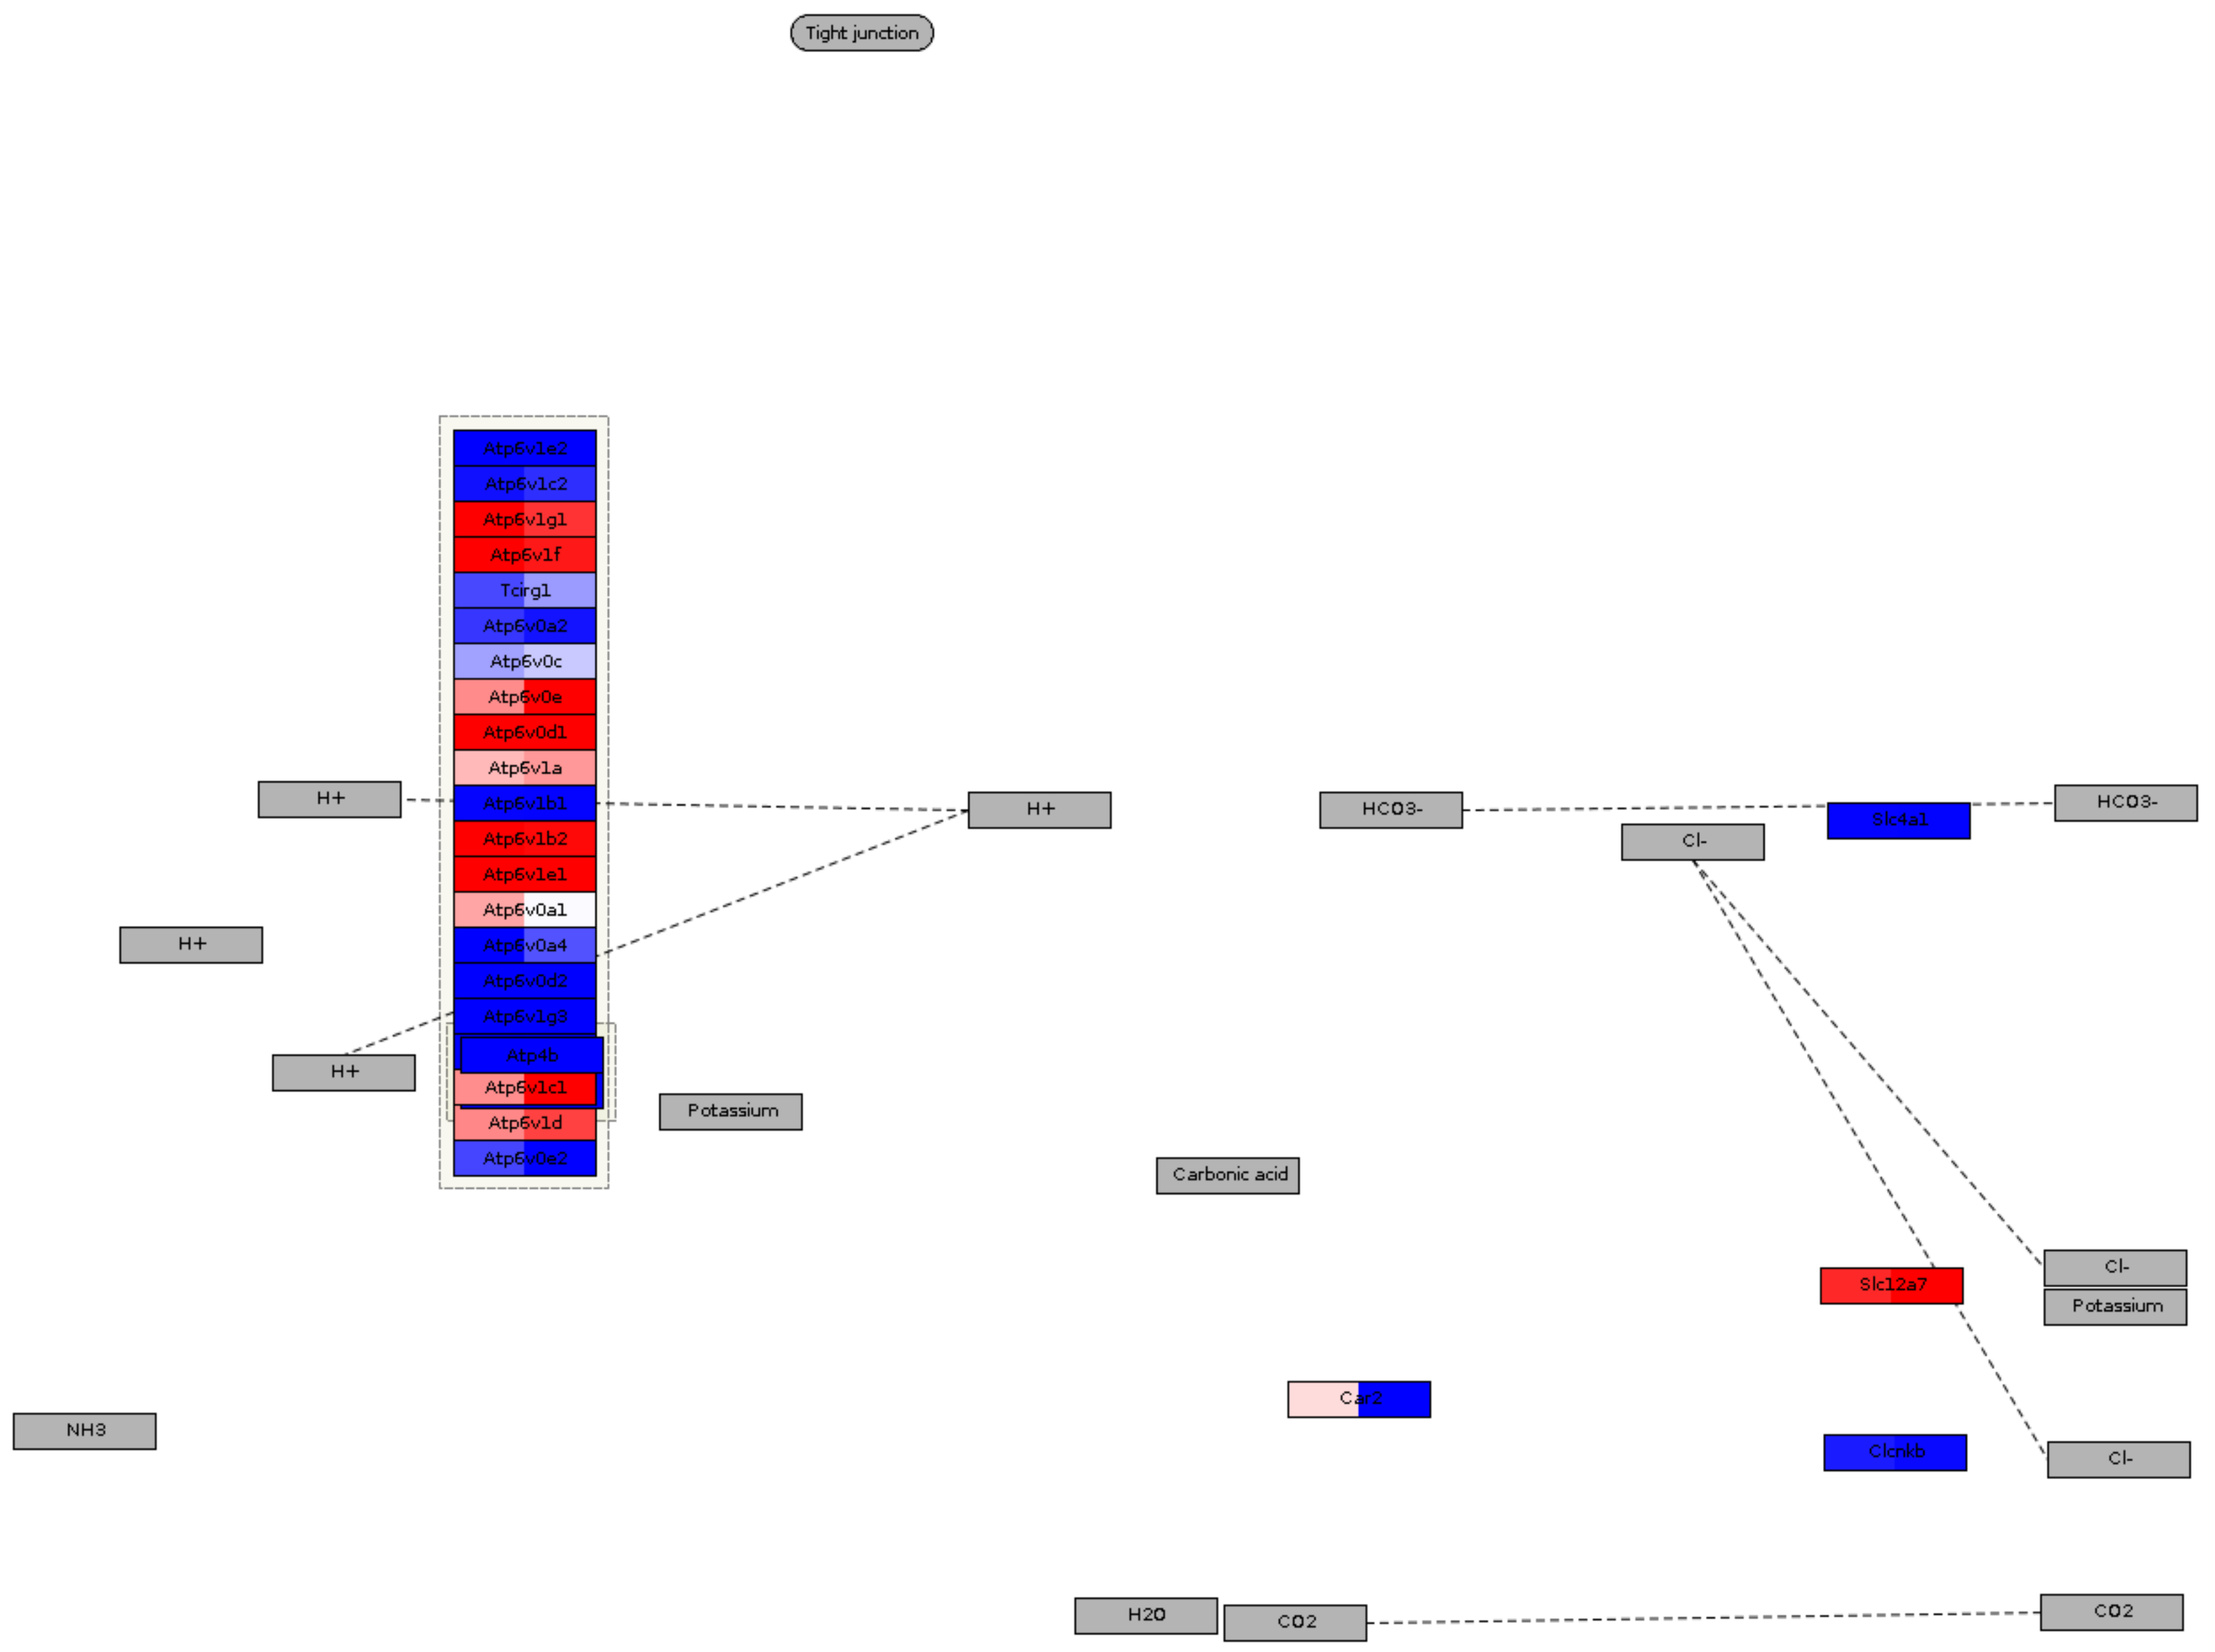 Tight junction
Atp6v1e2
Atp6v1c2
Atp6v1g1
Atp6v1f
Tcirg1
Atp6v0a2
Atp6v0c
Atp6v0e
Atp6v0d1
Atp6v1a
Atp6v1b1
Atp6v1b2
Atp6v1e1
Atp6v0a1
Atp6v0a4
Atp6v0d2
Atp6v1g3
Atp4b
Atp6v1c1
Atp6v1d
Atp6v0e2
H+
H+
H+
H+
Potassium
HCO3-
Slc4a1
HCO3-
Cl-
Carbonic acid
Cl-
Slc12a7
Potassium
Car2
NH3
Clcnkb
Cl-
H2O
CO2
CO2